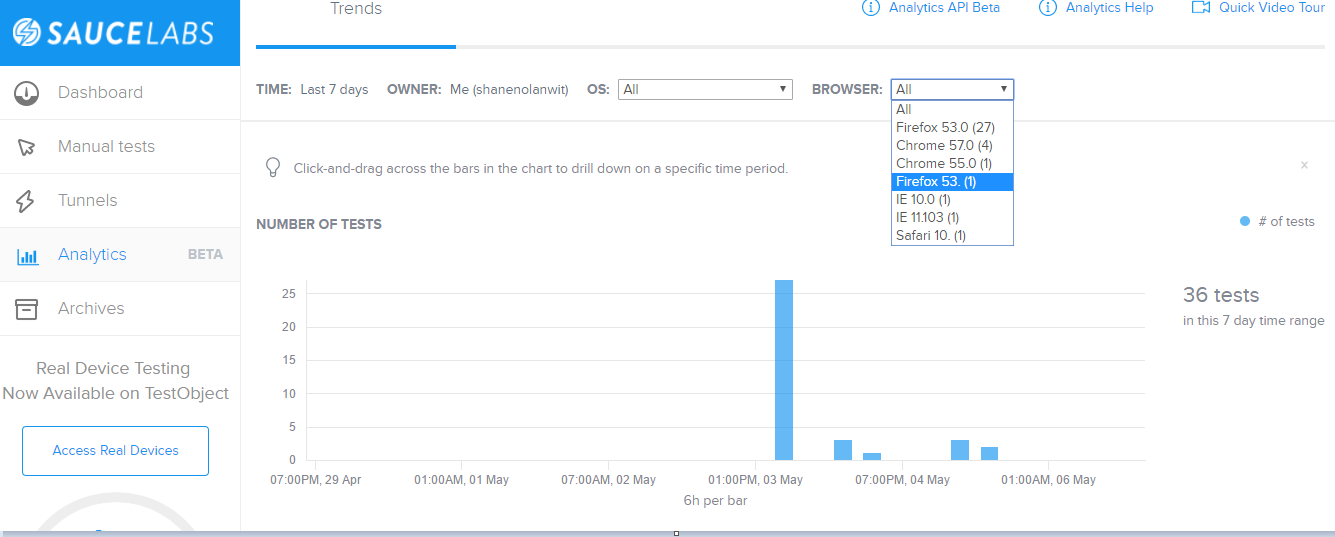 SAUCELABS
Trends
Analytics API Beta
Analytics Help
Quick Video Tour
Dashboard
Manual tests
Tunnels
Analytics BETA
Archives
Real Device Testing
Now Available on TestObject
Access Real Devices
TIME: Last 7 days OWNER: Me (shanenolanwit) OS: All BROWSER: All
All
Firefox 53.0 (27)
Chrome 57.0 (4)
Chrome 55.0 (1)
Firefox 53. (1)
IE 10.0 (1)
IE 11.103 (1)
Safari 10. (1)
Click-and-drag across the bars in the chart to drill down on a specific time period. ×
NUMBER OF TESTS
# of tests
36 tests
in this 7 day time range
25
20
15
10
5
0
07:00PM, 29 Apr 01:00AM, 01 May 07:00AM, 02 May 01:00PM, 03 May 07:00PM, 04 May 01:00AM, 06 May
6h per bar